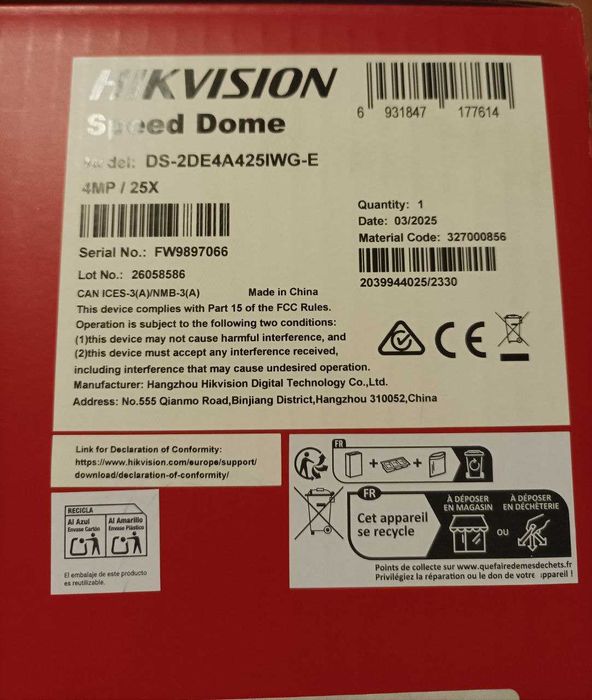 HIKVISION
Speed Dome
Model: DS-2DE4A425IWG-E
4MP / 25X
6 931847 177614
Quantity: 1
Date: 03/2025
Material Code: 327000856
2039944025/2330
Serial No.: FW9897066
Lot No.: 26058586
CAN ICES-3(A)/NMB-3(A) Made in China
This device complies with Part 15 of the FCC Rules.
Operation is subject to the following two conditions:
(1)this device may not cause harmful interference, and
(2)this device must accept any interference received,
including interference that may cause undesired operation.
Manufacturer: Hangzhou Hikvision Digital Technology Co.,Ltd.
Address: No.555 Qianmo Road,Binjiang District,Hangzhou 310052,China
CE
Link for Declaration of Conformity:
https://www.hikvision.com/europe/support/
download/declaration-of-conformity/
RECICLA
Al Azul
Envase Cartón
Al Amarillo
Envase Plástico
El embalaje de este producto
es reutilizable.
FR
FR
Cet appareil
se recycle
À DÉPOSER
EN MAGASIN
OU
À DÉPOSER
EN DÉCHÈTERIE
Points de collecte sur www.quefairedemesdechets.fr
Privilégiez la réparation ou le don de votre appareil !